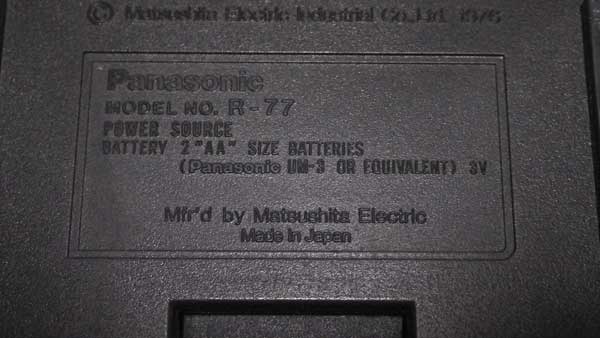 © Matsushita Electric Industrial Co.,Ltd. 1976
Panasonic
MODEL NO. R-77
POWER SOURCE
BATTERY 2 "AA" SIZE BATTERIES
(Panasonic UM-3 OR EQUIVALENT) 3V
Mfr'd by Matsushita Electric
Made in Japan